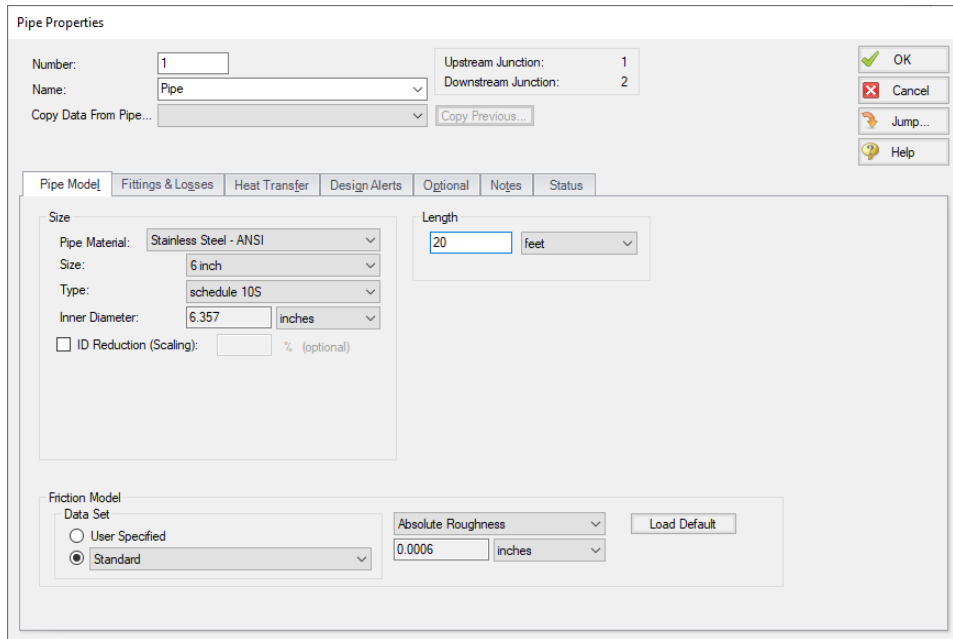 Pipe Properties
Number: 1
Name: Pipe
Copy Data From Pipe... Copy Previous...
Upstream Junction: 1
Downstream Junction: 2
OK
Cancel
Jump...
Help
Pipe Model Fittings & Losses Heat Transfer Design Alerts Optional Notes Status
Size
Pipe Material: Stainless Steel - ANSI
Size: 6 inch
Type: schedule 10S
Inner Diameter: 6.357 inches
ID Reduction (Scaling): % (optional)
Length
20 feet
Friction Model
Data Set
User Specified
Standard
Absolute Roughness Load Default
0.0006 inches